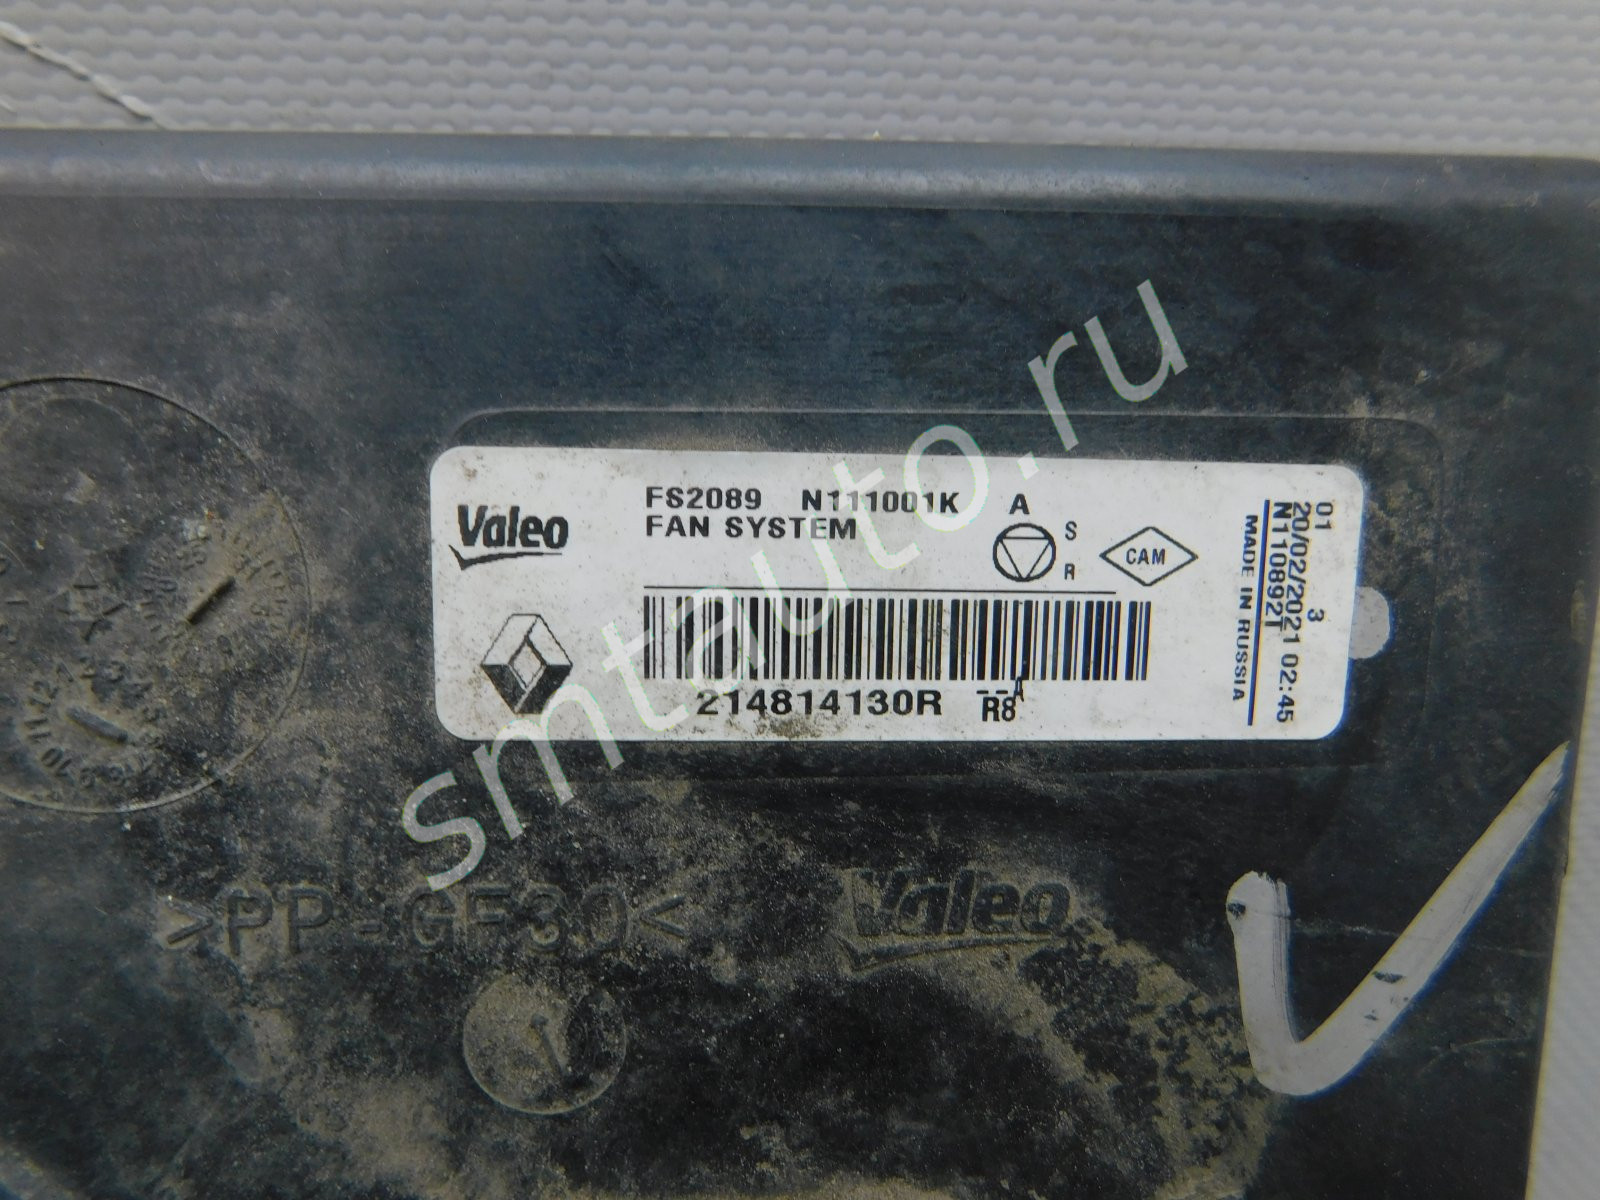 Valeo
FS2089 N111001K A
FAN SYSTEM
S
R
CAM
214814130R --A
R8
01 3
20/02/2021 02:45
N110892T
MADE IN RUSSIA
smtauto.ru
>PP-GF30<
Valeo